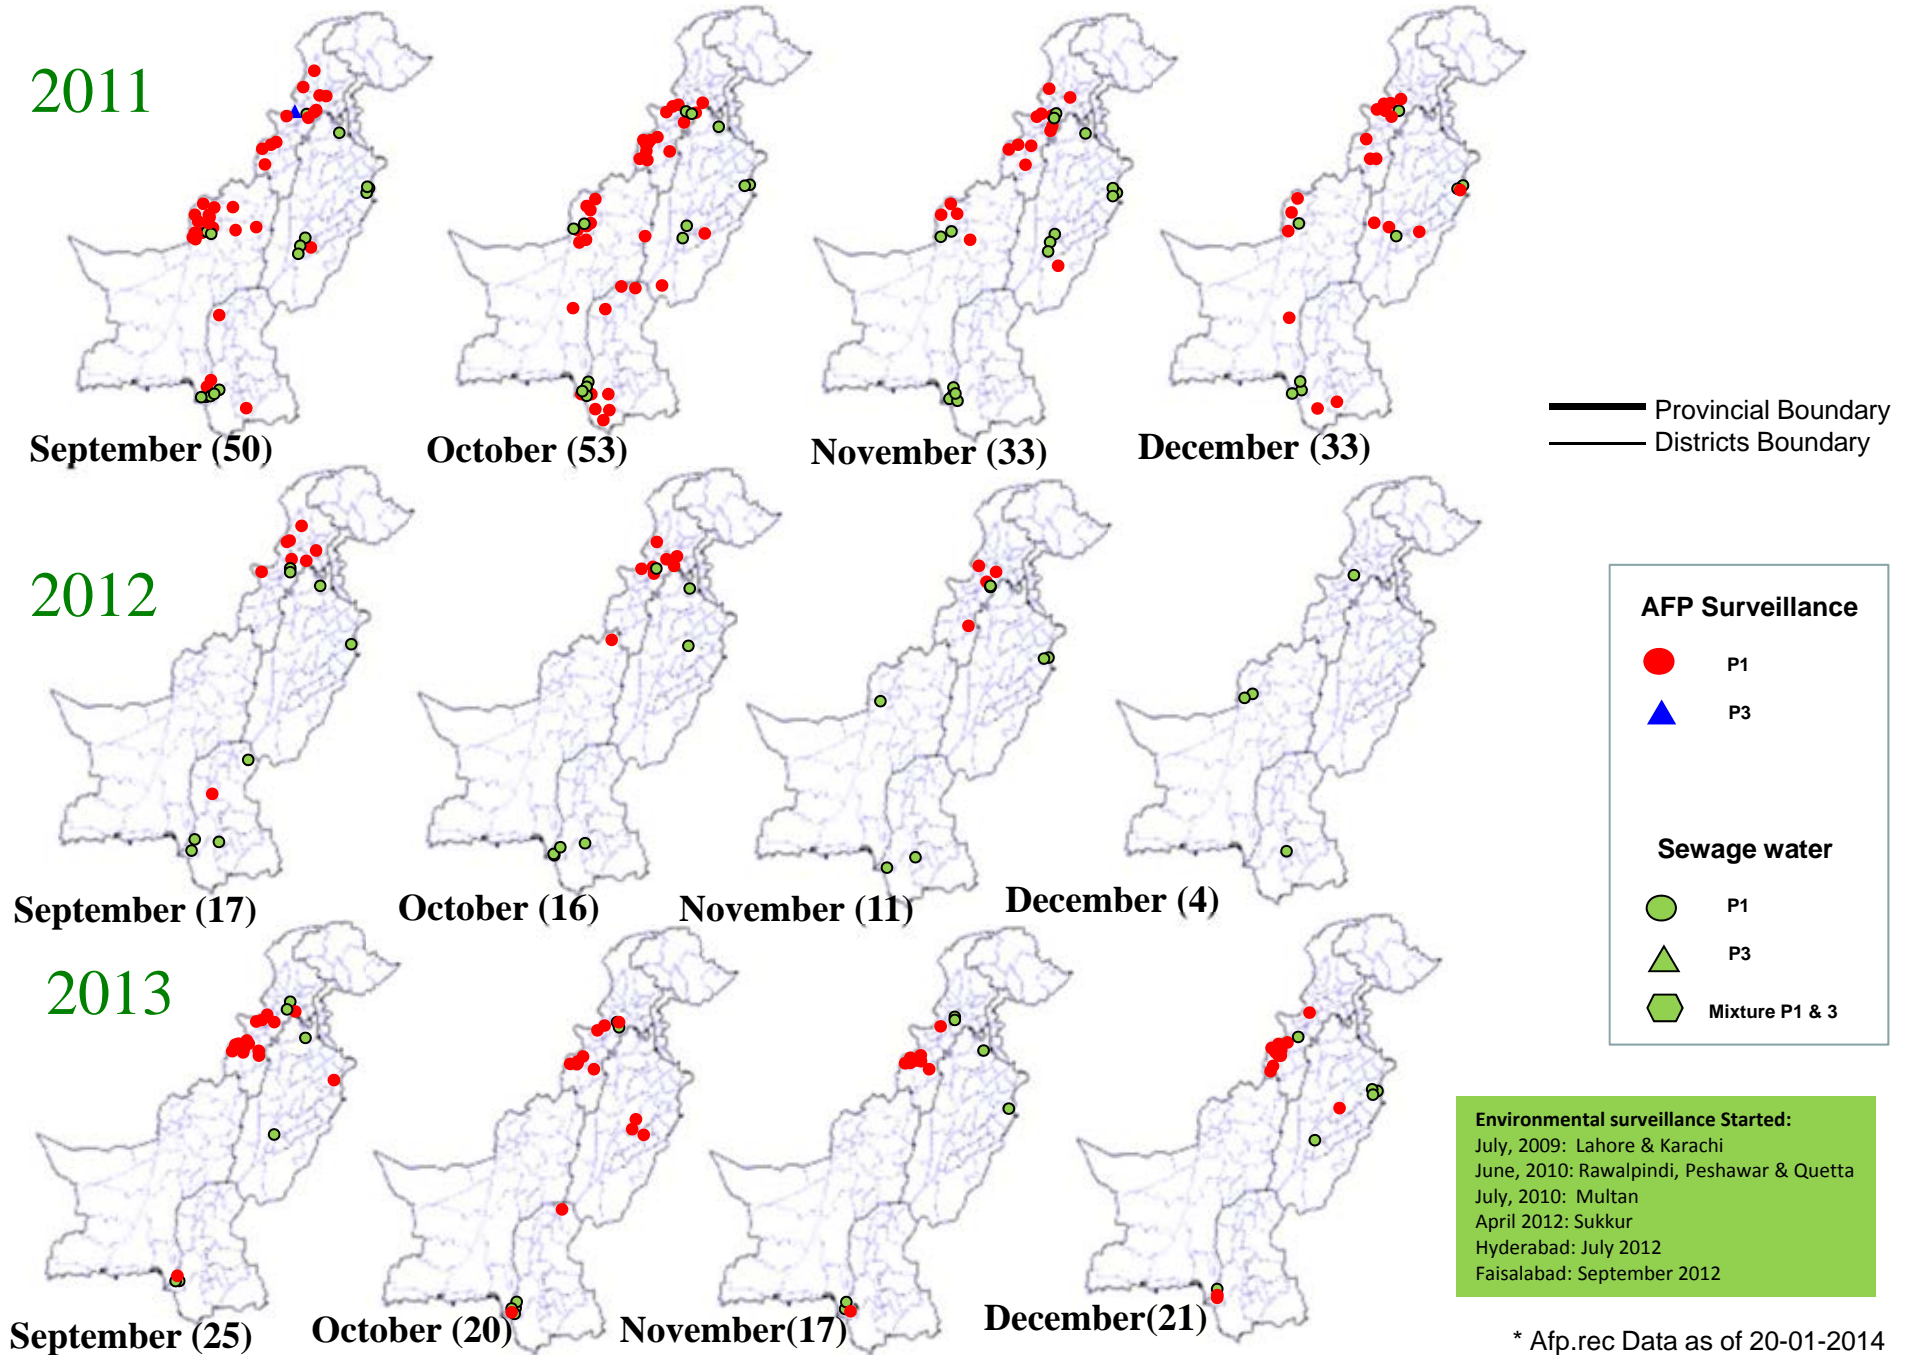 2011
September (50)
October (53)
November (33)
December (33)
Provincial Boundary
Districts Boundary
2012
September (17)
October (16)
November (11)
December (4)
AFP Surveillance
P1
P3
Sewage water
P1
P3
Mixture P1 & 3
2013
September (25)
October (20)
November(17)
December(21)
Environmental surveillance Started:
July, 2009: Lahore & Karachi
June, 2010: Rawalpindi, Peshawar & Quetta
July, 2010: Multan
April 2012: Sukkur
Hyderabad: July 2012
Faisalabad: September 2012
* Afp.rec Data as of 20-01-2014